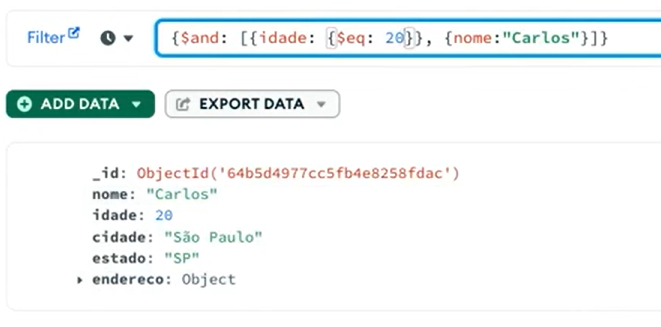 Filter
{$and: [{idade: {$eq: 20}}, {nome:"Carlos"}]}
ADD DATA
EXPORT DATA
_id: ObjectId('64b5d4977cc5fb4e8258fdac')
nome: "Carlos"
idade: 20
cidade: "São Paulo"
estado: "SP"
endereco: Object